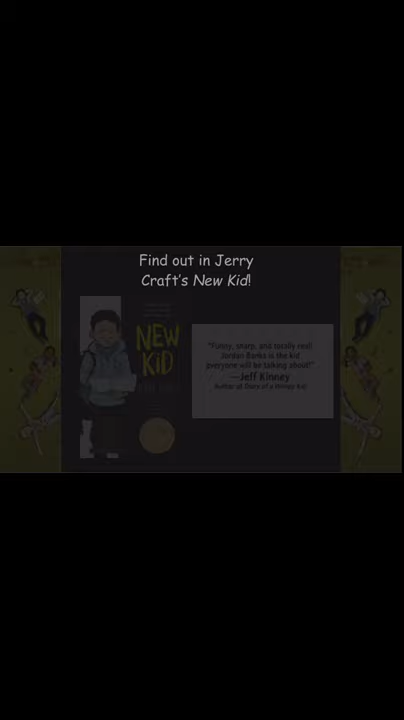 Find out in Jerry
Craft's New Kid!
NEW
KID
"Funny, sharp, and totally real!
Jordan Banks is the kid
everyone will be talking about!"
—Jeff Kinney
Author of Diary of a Wimpy Kid